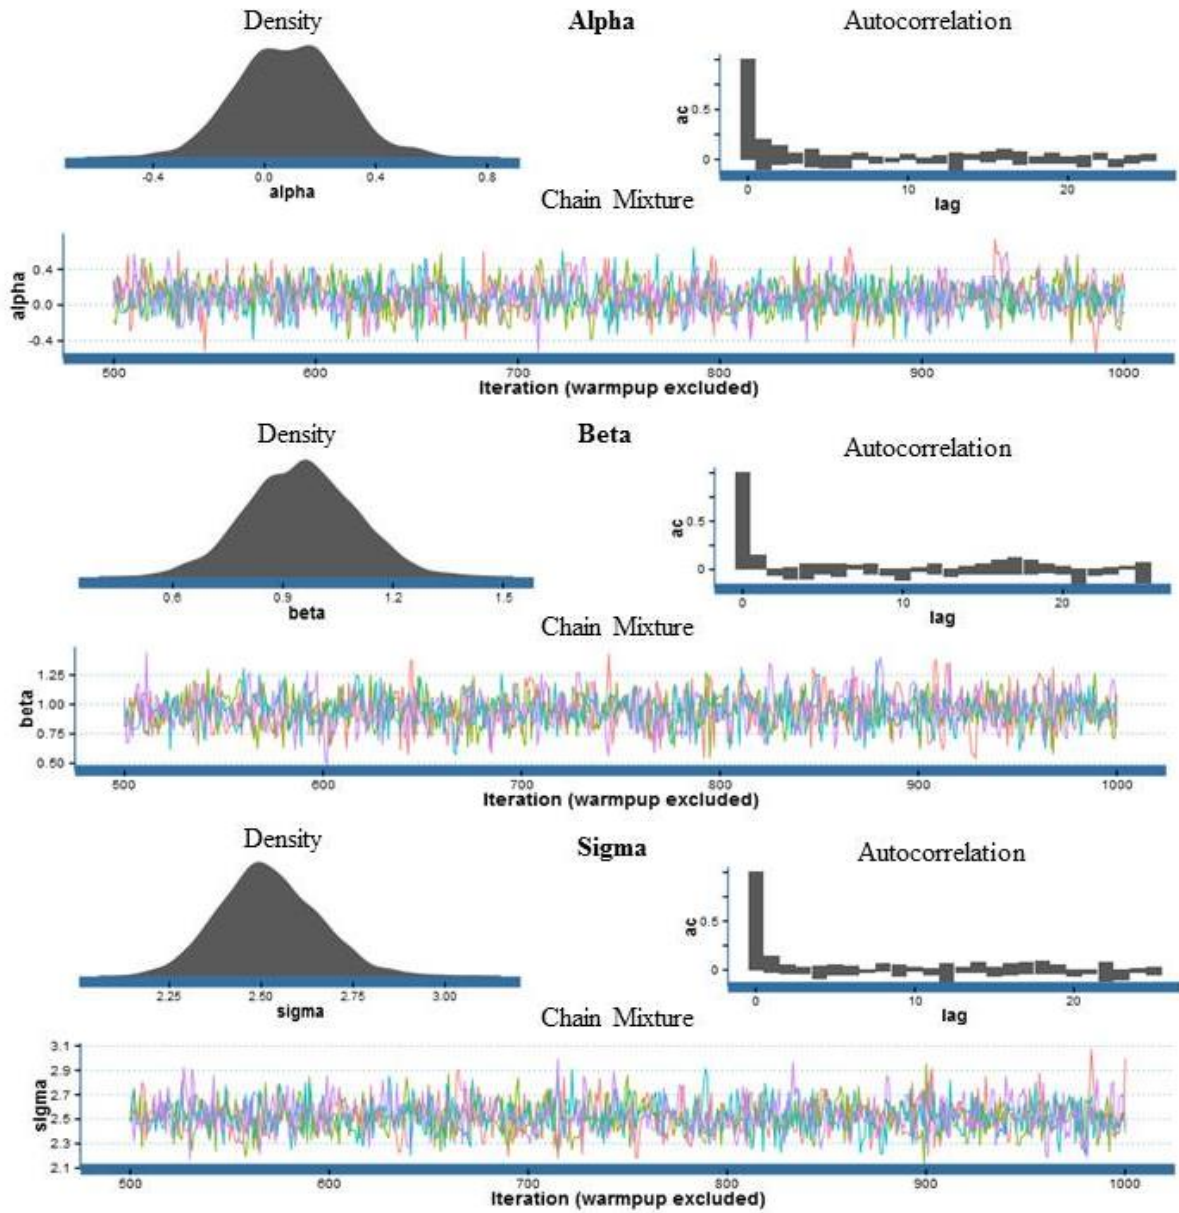 Density Alpha Autocorrelation
ac
0.5
0
-0.4 0.0 0.4 0.8
alpha
0 10 20
lag
Chain Mixture
alpha
0.4
0.0
-0.4
500 600 700 800 900 1000
Iteration (warmpup excluded)
Density Beta Autocorrelation
ac
0.5
0
0.6 0.9 1.2 1.5
beta
0 10 20
lag
Chain Mixture
beta
1.25
1.00
0.75
0.50
500 600 700 800 900 1000
Iteration (warmpup excluded)
Density Sigma Autocorrelation
ac
0.5
0
2.25 2.50 2.75 3.00
sigma
0 10 20
lag
Chain Mixture
sigma
3.1
2.9
2.7
2.5
2.3
2.1
500 600 700 800 900 1000
Iteration (warmpup excluded)